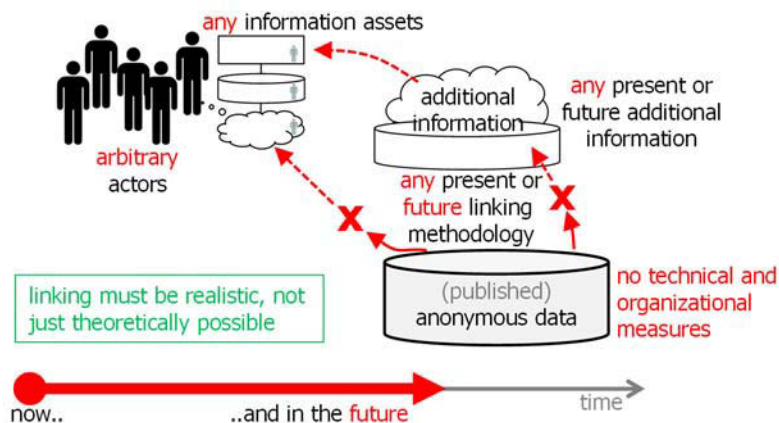 any information assets
additional
information
any present or
future additional
information
arbitrary
actors
any present or
future linking
methodology
linking must be realistic, not
just theoretically possible
(published)
anonymous data
no technical and
organizational
measures
now..
..and in the future
time